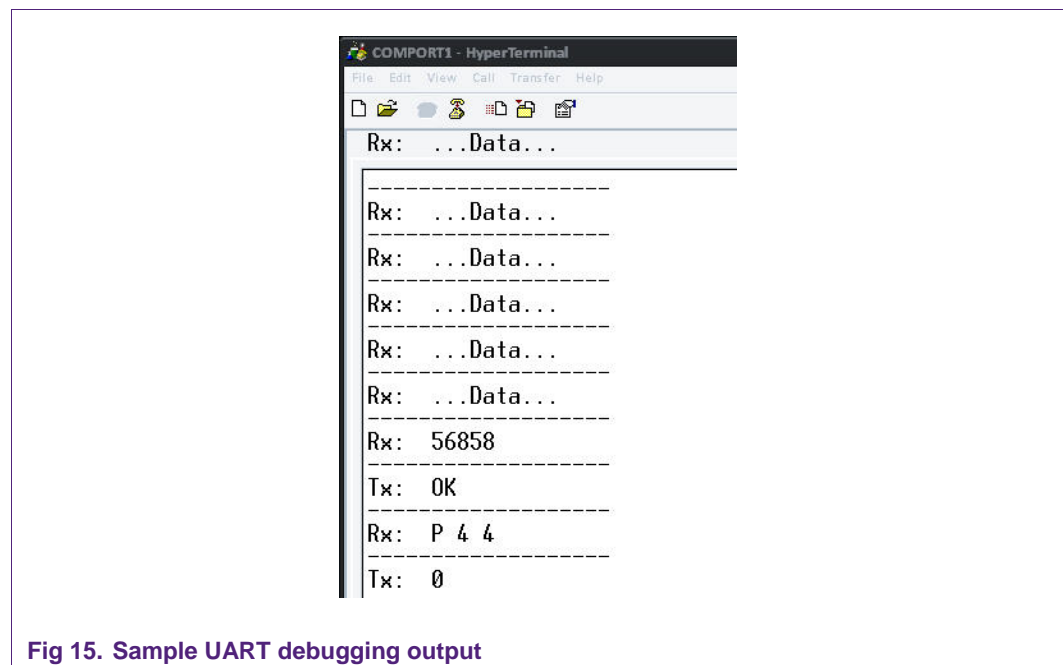 COMPORT1 - HyperTerminal
File Edit View Call Transfer Help
Rx: ...Data...
--------------------
Rx: ...Data...
--------------------
Rx: ...Data...
--------------------
Rx: ...Data...
--------------------
Rx: ...Data...
--------------------
Rx: ...Data...
--------------------
Rx: 56858
--------------------
Tx: OK
--------------------
Rx: P 4 4
--------------------
Tx: 0
Fig 15. Sample UART debugging output